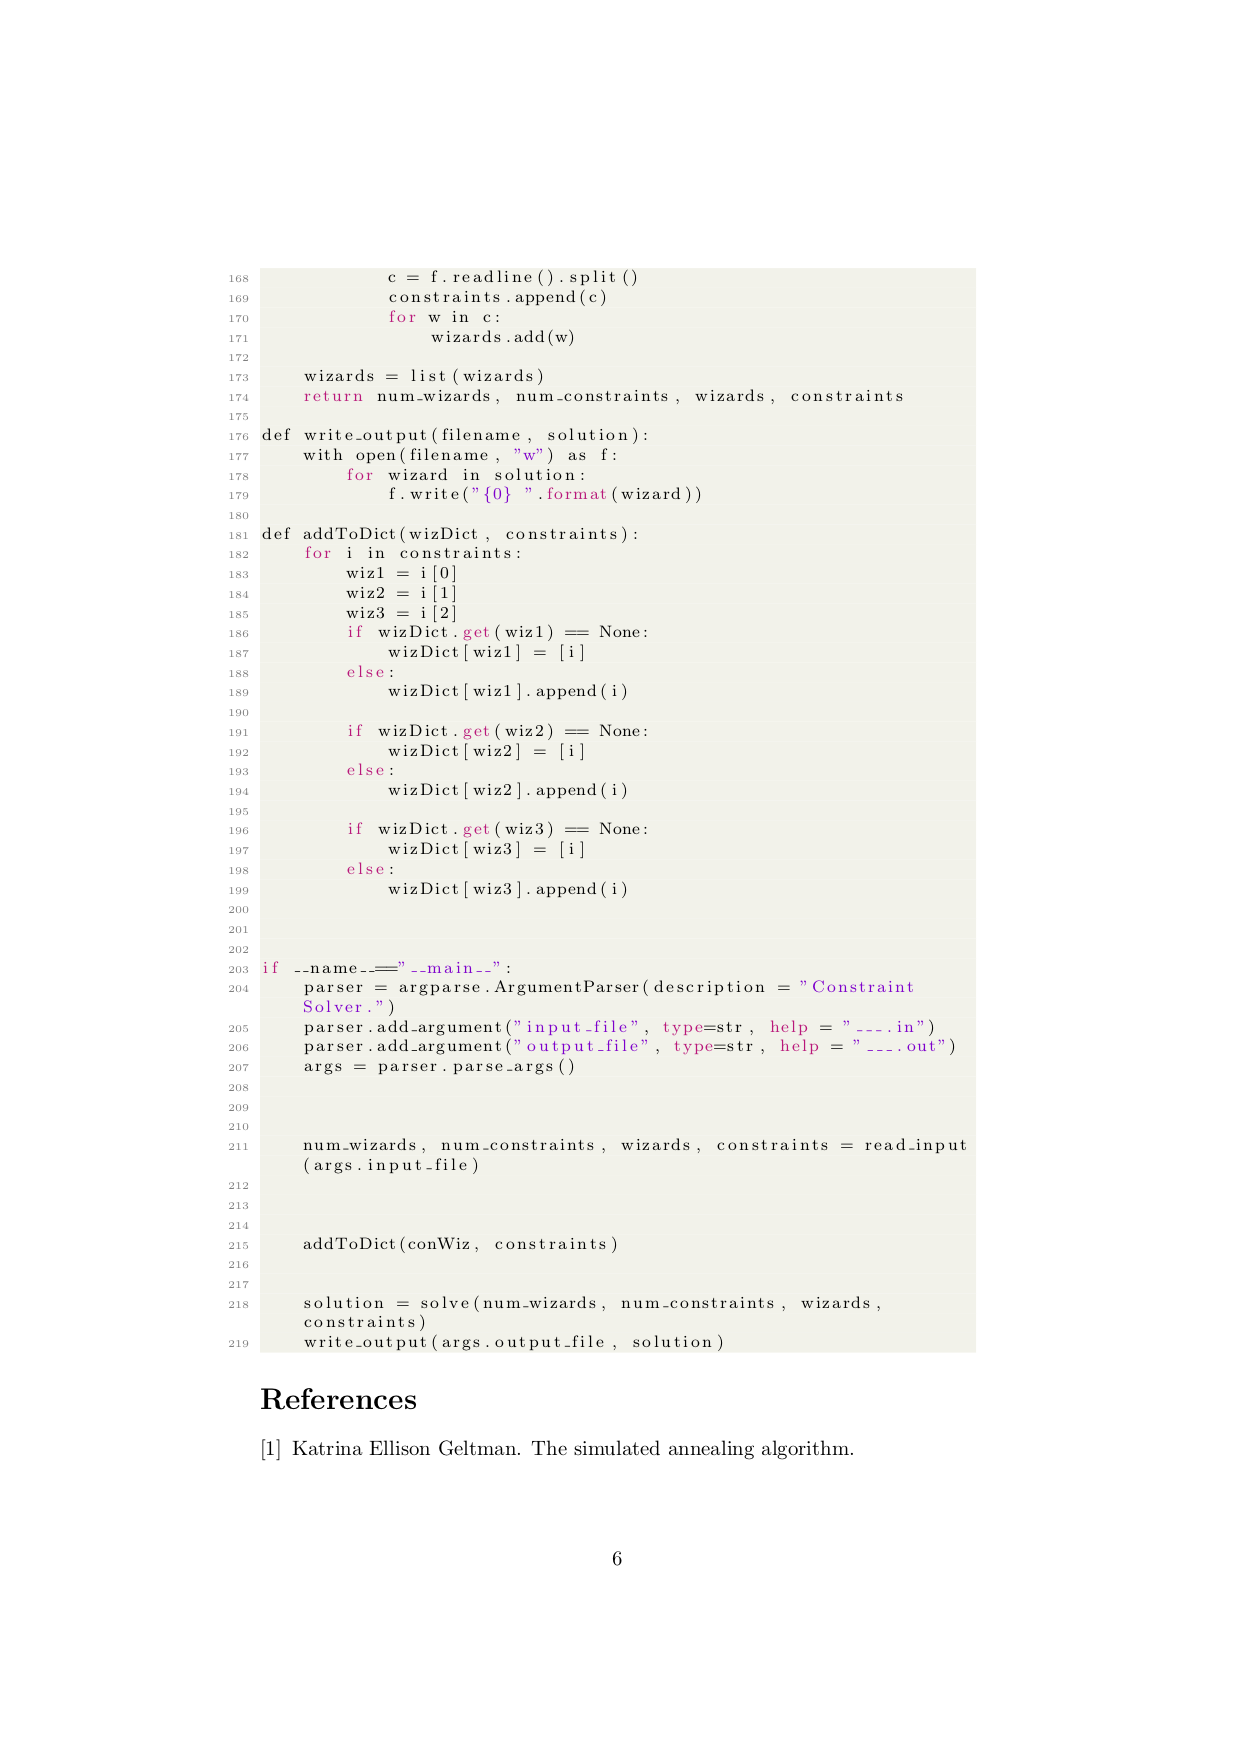 168             c = f.readline().split()
169             constraints.append(c)
170             for w in c:
171                 wizards.add(w)
172
173     wizards = list(wizards)
174     return num_wizards, num_constraints, wizards, constraints
175
176 def write_output(filename, solution):
177     with open(filename, "w") as f:
178         for wizard in solution:
179             f.write("{0} ".format(wizard))
180
181 def addToDict(wizDict, constraints):
182     for i in constraints:
183         wiz1 = i[0]
184         wiz2 = i[1]
185         wiz3 = i[2]
186         if wizDict.get(wiz1) == None:
187             wizDict[wiz1] = [i]
188         else:
189             wizDict[wiz1].append(i)
190
191         if wizDict.get(wiz2) == None:
192             wizDict[wiz2] = [i]
193         else:
194             wizDict[wiz2].append(i)
195
196         if wizDict.get(wiz3) == None:
197             wizDict[wiz3] = [i]
198         else:
199             wizDict[wiz3].append(i)
200
201
202
203 if __name__=="__main__":
204     parser = argparse.ArgumentParser(description = "Constraint
    Solver.")
205     parser.add_argument("input_file", type=str, help = "___.in")
206     parser.add_argument("output_file", type=str, help = "___.out")
207     args = parser.parse_args()
208
209
210
211     num_wizards, num_constraints, wizards, constraints = read_input
    (args.input_file)
212
213
214
215     addToDict(conWiz, constraints)
216
217
218     solution = solve(num_wizards, num_constraints, wizards,
    constraints)
219     write_output(args.output_file, solution)
References
[1] Katrina Ellison Geltman. The simulated annealing algorithm.
6